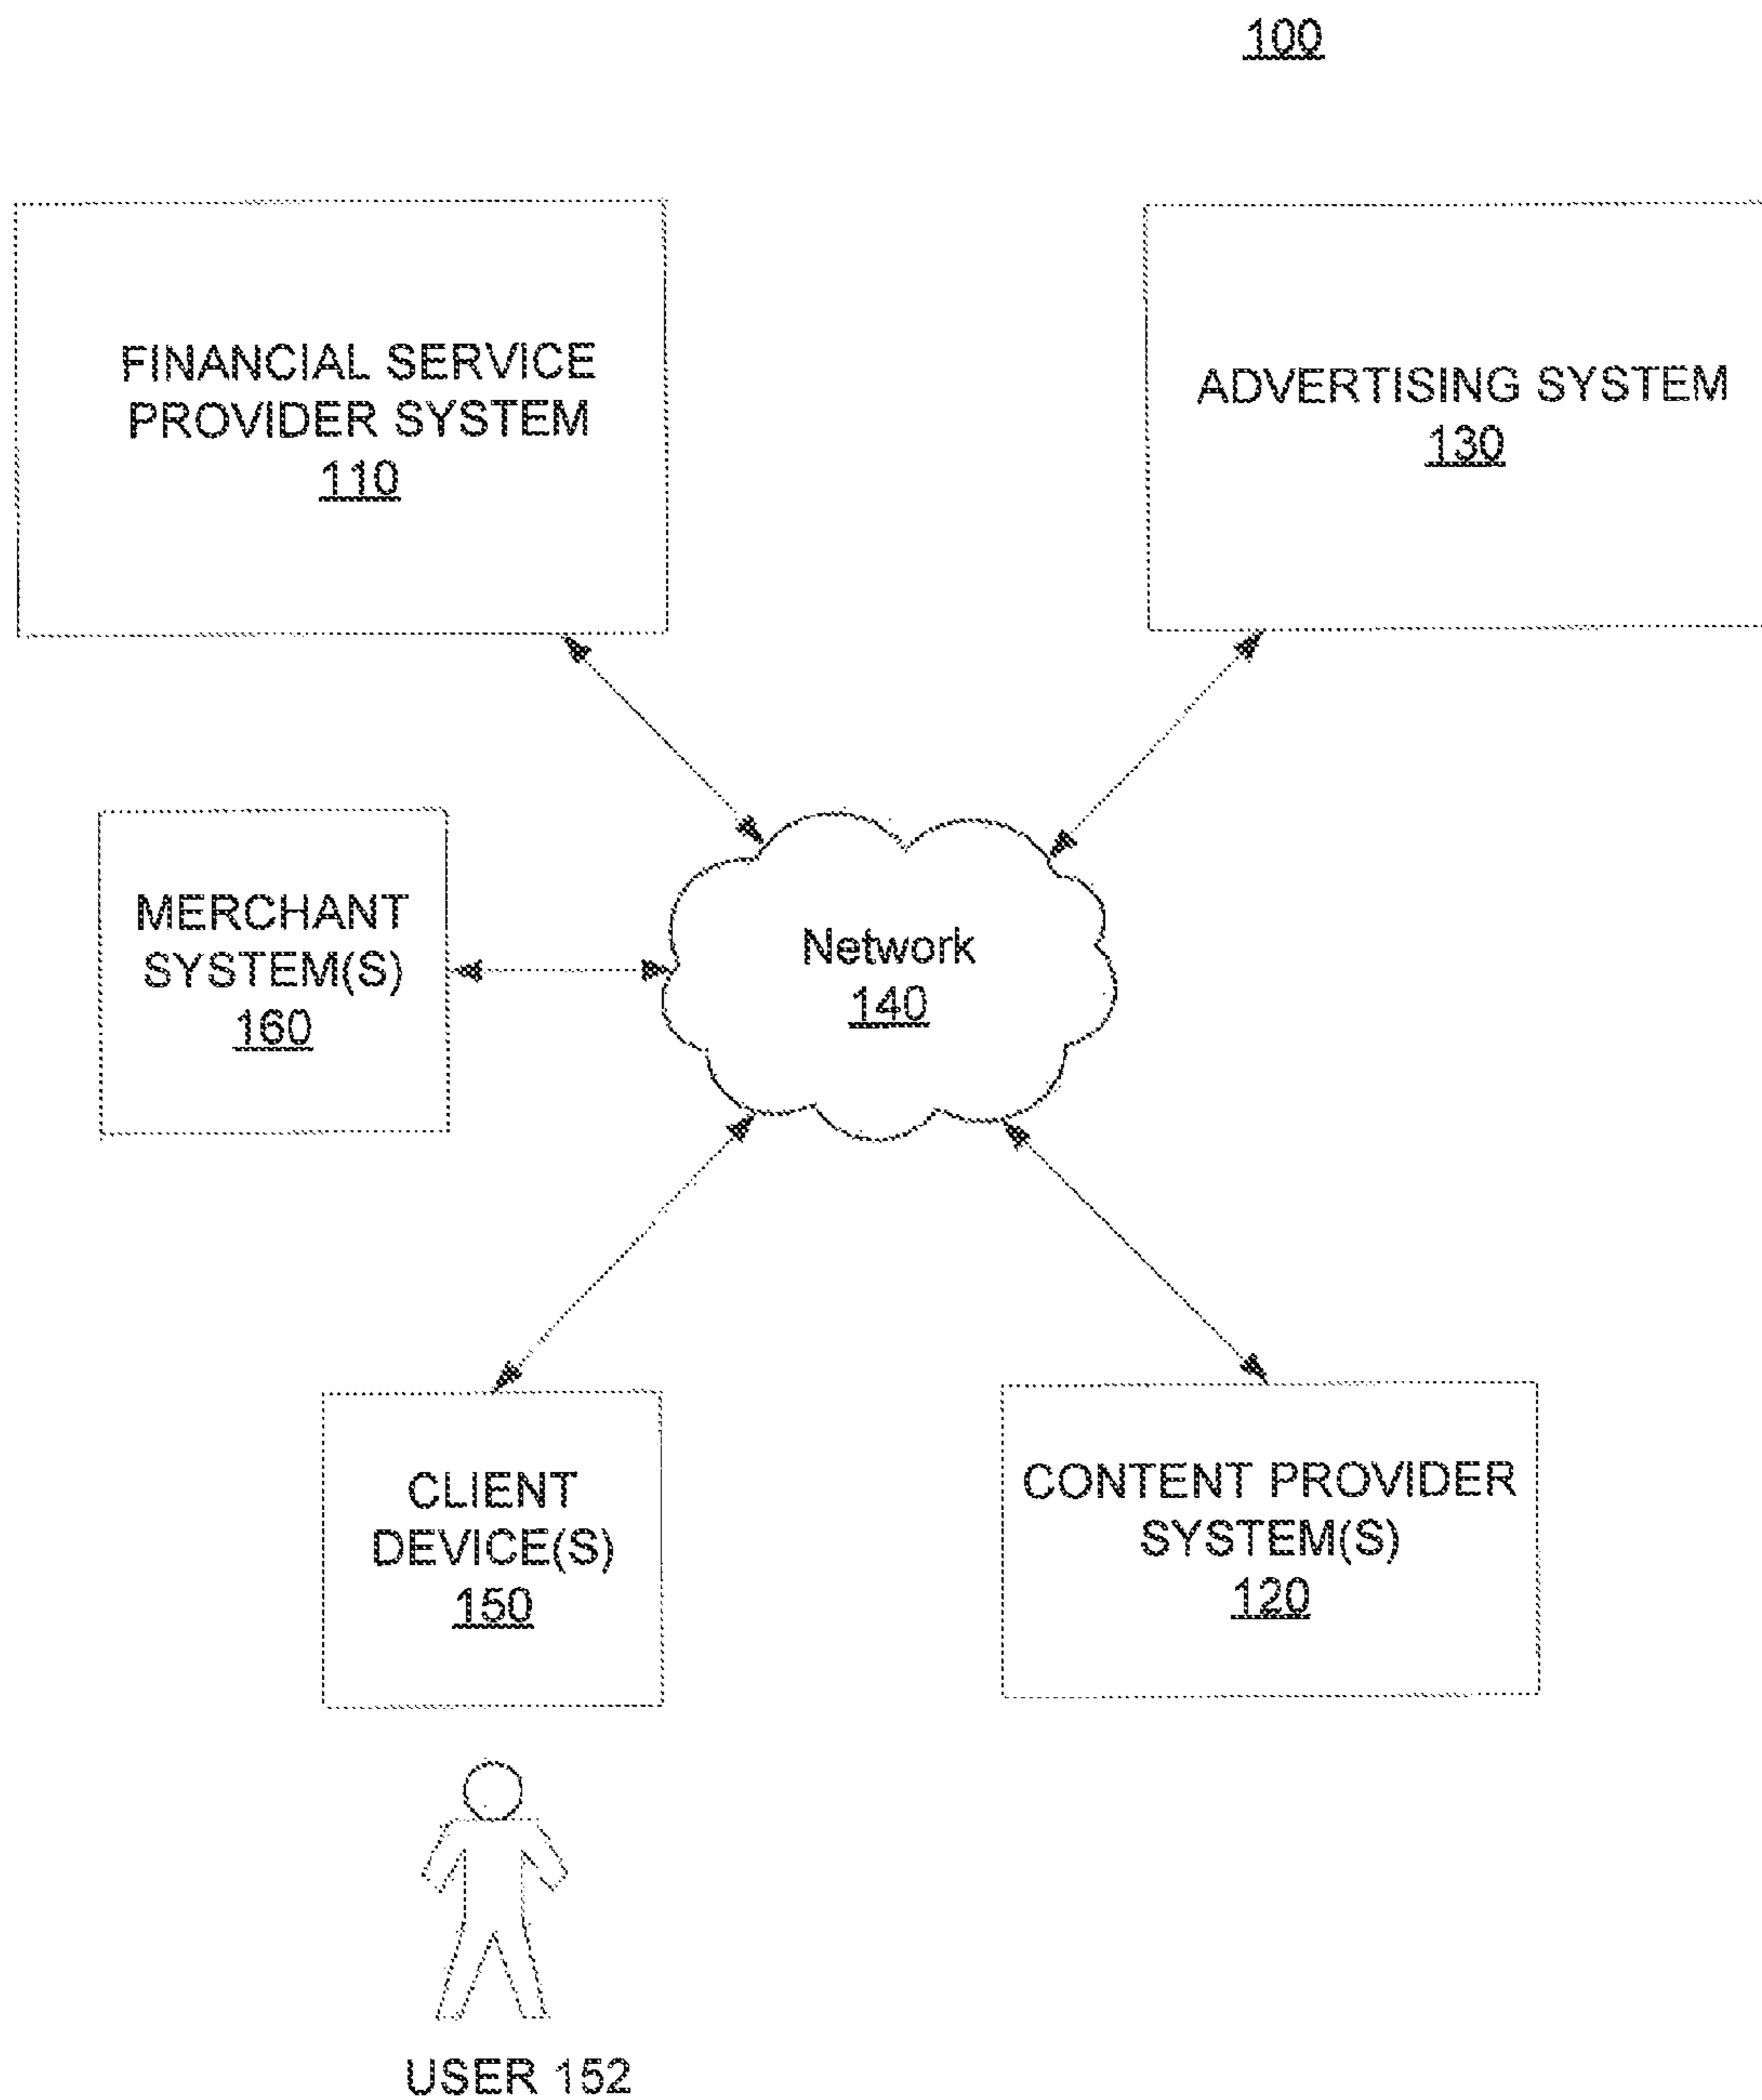 100
FINANCIAL SERVICE
PROVIDER SYSTEM
110
ADVERTISING SYSTEM
130
MERCHANT
SYSTEM(S)
160
Network
140
CLIENT
DEVICE(S)
150
CONTENT PROVIDER
SYSTEM(S)
120
USER 152